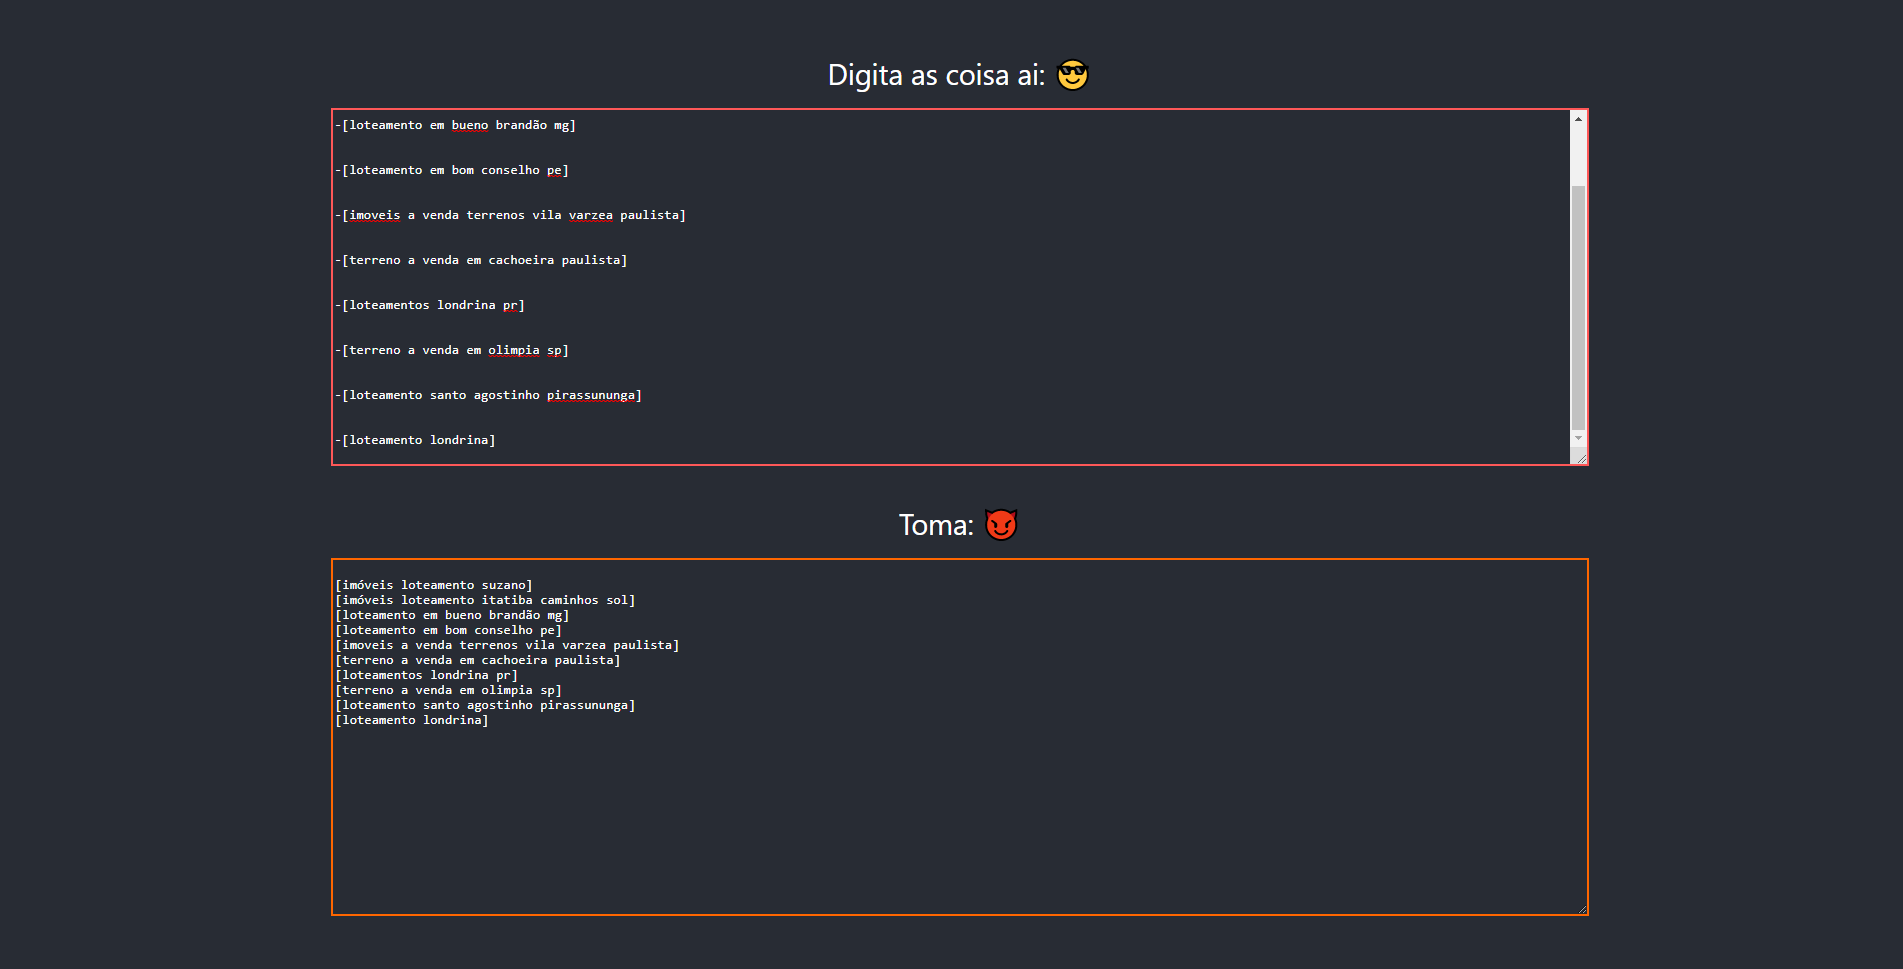 Digita as coisa ai: 😎
-[loteamento em bueno brandão mg]
-[loteamento em bom conselho pe]
-[imoveis a venda terrenos vila varzea paulista]
-[terreno a venda em cachoeira paulista]
-[loteamentos londrina pr]
-[terreno a venda em olimpia sp]
-[loteamento santo agostinho pirassununga]
-[loteamento londrina]
Toma: 😈
[imóveis loteamento suzano]
[imóveis loteamento itatiba caminhos sol]
[loteamento em bueno brandão mg]
[loteamento em bom conselho pe]
[imoveis a venda terrenos vila varzea paulista]
[terreno a venda em cachoeira paulista]
[loteamentos londrina pr]
[terreno a venda em olimpia sp]
[loteamento santo agostinho pirassununga]
[loteamento londrina]